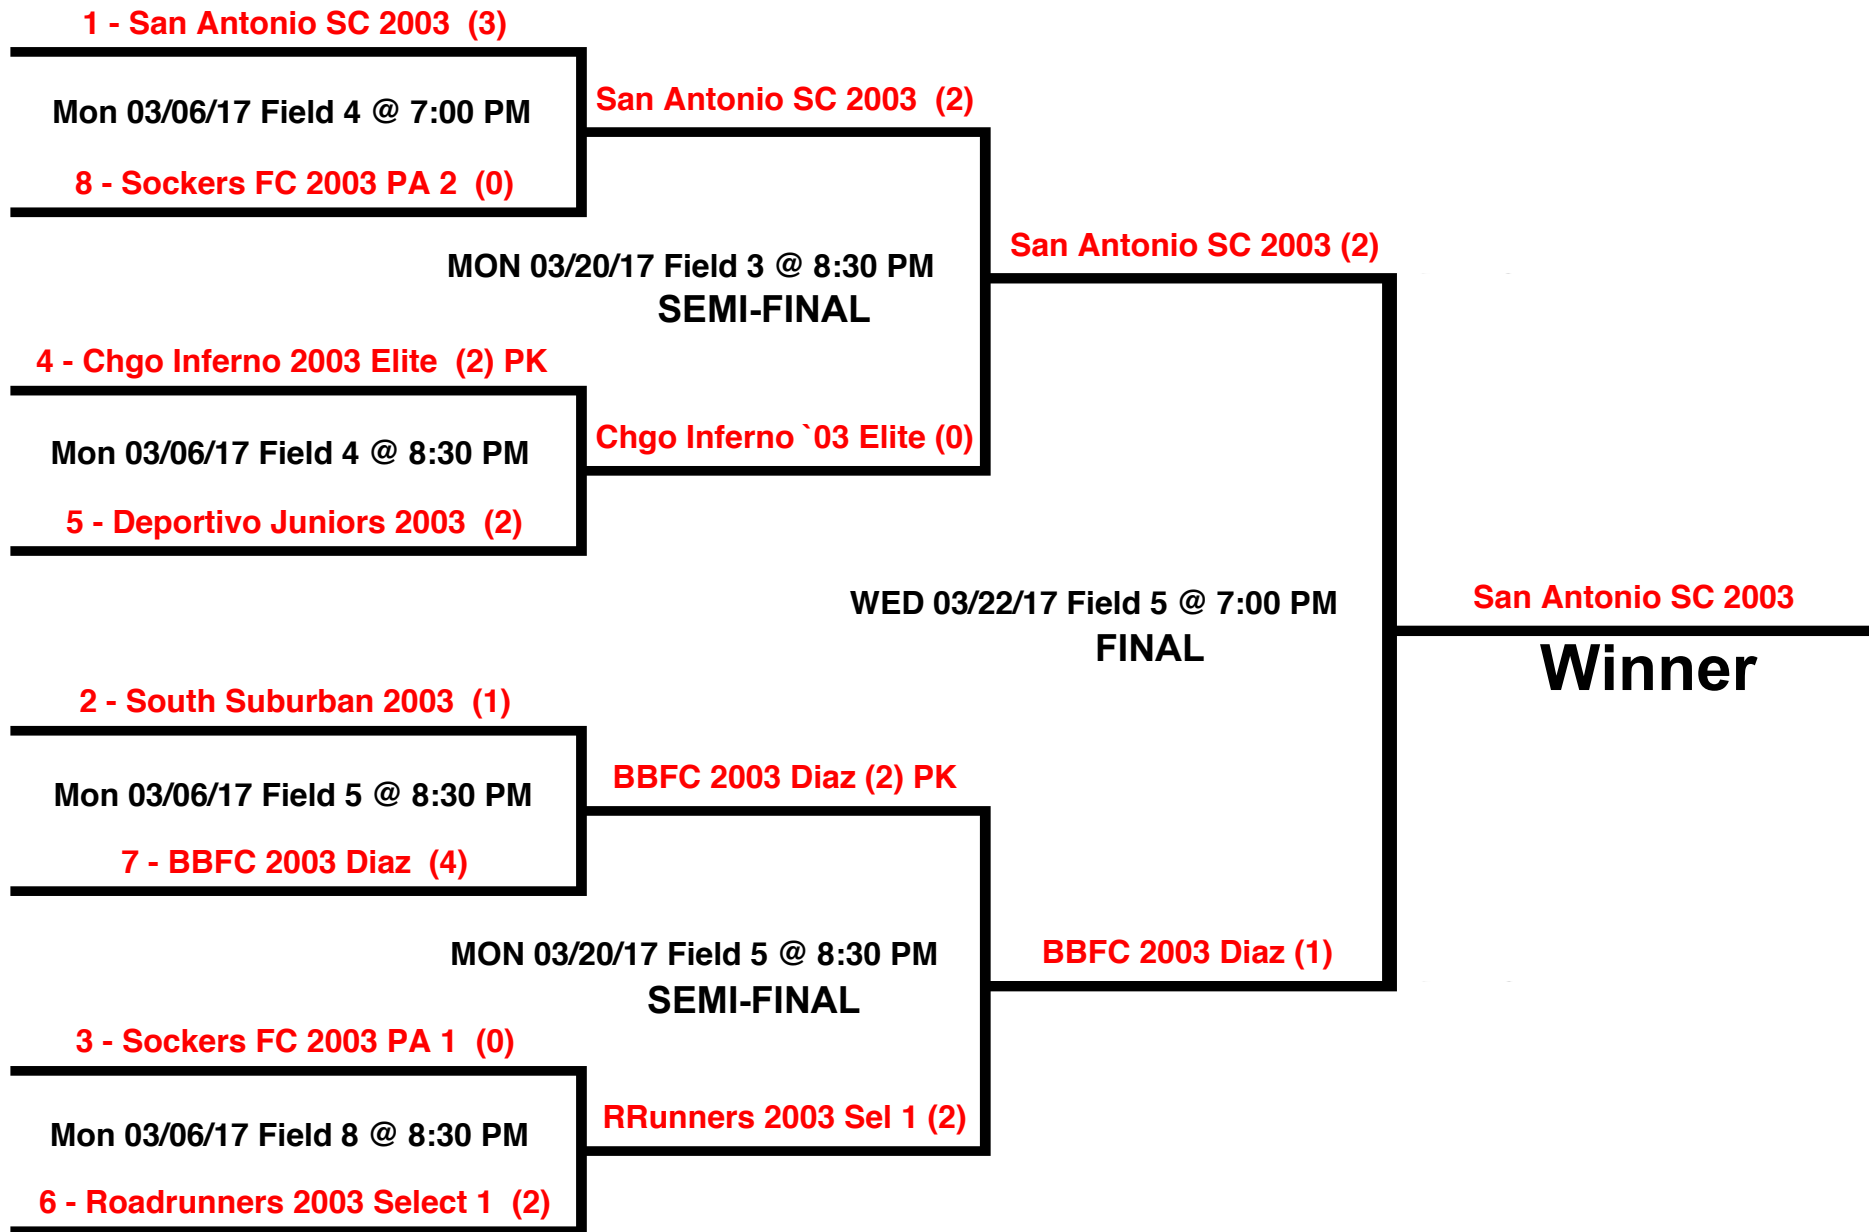 1 - San Antonio SC 2003  (3)
Mon 03/06/17 Field 4 @ 7:00 PM
8 - Sockers FC 2003 PA 2  (0)
San Antonio SC 2003  (2)
MON 03/20/17 Field 3 @ 8:30 PM
SEMI-FINAL
4 - Chgo Inferno 2003 Elite  (2) PK
Mon 03/06/17 Field 4 @ 8:30 PM
5 - Deportivo Juniors 2003  (2)
Chgo Inferno `03 Elite (0)
San Antonio SC 2003 (2)
WED 03/22/17 Field 5 @ 7:00 PM
FINAL
San Antonio SC 2003
Winner
2 - South Suburban 2003  (1)
Mon 03/06/17 Field 5 @ 8:30 PM
7 - BBFC 2003 Diaz  (4)
BBFC 2003 Diaz (2) PK
MON 03/20/17 Field 5 @ 8:30 PM
SEMI-FINAL
BBFC 2003 Diaz (1)
3 - Sockers FC 2003 PA 1  (0)
Mon 03/06/17 Field 8 @ 8:30 PM
6 - Roadrunners 2003 Select 1  (2)
RRunners 2003 Sel 1 (2)